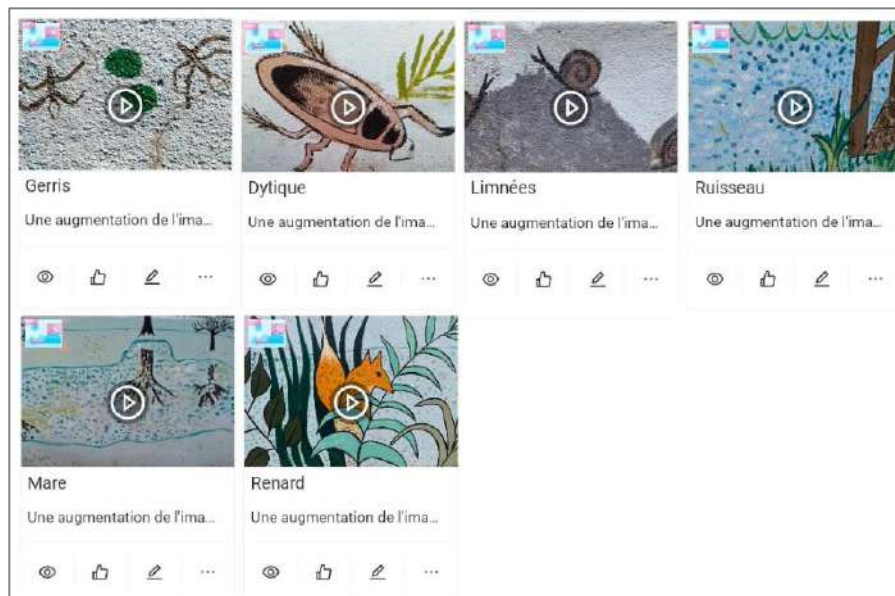 Gerris
Une augmentation de l'ima...
Dytique
Une augmentation de l'ima...
Limnées
Une augmentation de l'ima...
Ruisseau
Une augmentation de l'ima...
Mare
Une augmentation de l'ima...
Renard
Une augmentation de l'ima...